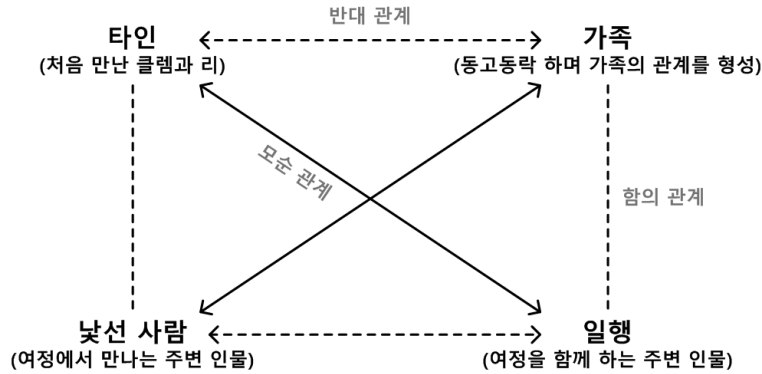 반대 관계
타인
가족
(처음 만난 클렘과 리)
(동고동락 하며 가족의 관계를 형성)
모순 관계
함의 관계
낯선 사람
일행
(여정에서 만나는 주변 인물)
(여정을 함께 하는 주변 인물)